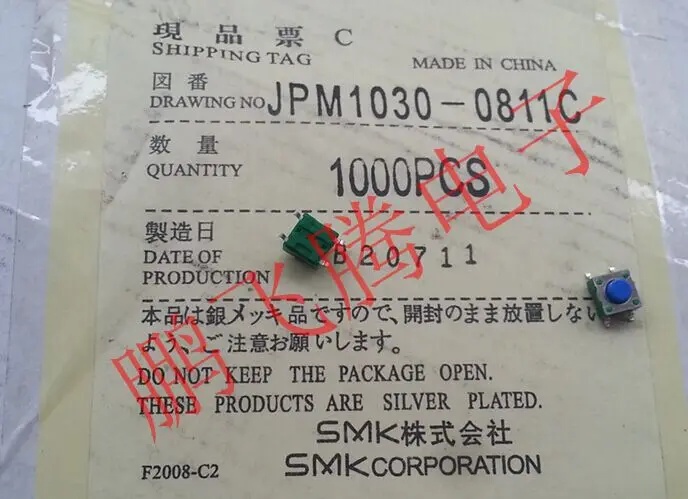 現品票 C
SHIPPING TAG
MADE IN CHINA
図番
DRAWING NO JPM1030-0811C
数量
QUANTITY 1000PCS
製造日
DATE OF
PRODUCTION
B20711
本品は銀メッキ品ですので、開封のまま放置しない
よう、ご注意お願いします。
DO NOT KEEP THE PACKAGE OPEN.
THESE PRODUCTS ARE SILVER PLATED.
SMK株式会社
F2008-C2 SMK CORPORATION
鹏飞腾电子